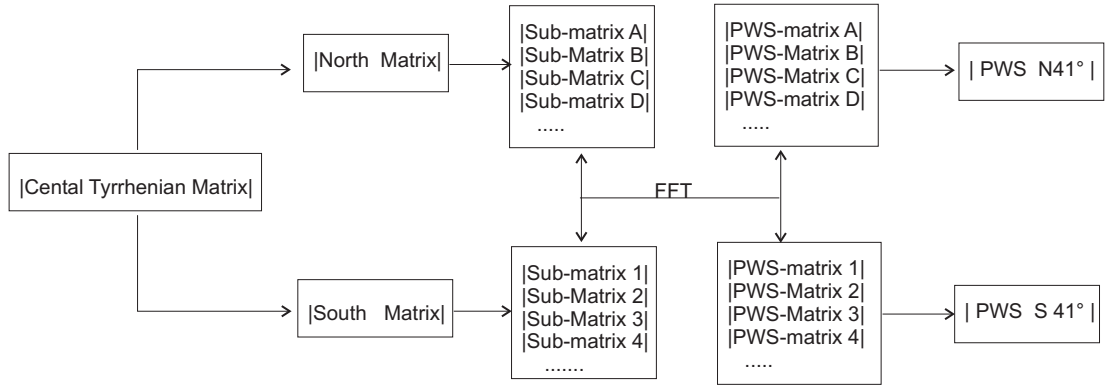 |Cental Tyrrhenian Matrix|
|North Matrix|
|South Matrix|
|Sub-matrix A|
|Sub-Matrix B|
|Sub-Matrix C|
|Sub-matrix D|
.....
|PWS-matrix A|
|PWS-Matrix B|
|PWS-Matrix C|
|PWS-matrix D|
.....
| PWS N41° |
FFT
|Sub-matrix 1|
|Sub-Matrix 2|
|Sub-Matrix 3|
|Sub-matrix 4|
.......
|PWS-matrix 1|
|PWS-Matrix 2|
|PWS-Matrix 3|
|PWS-matrix 4|
.....
| PWS S 41° |